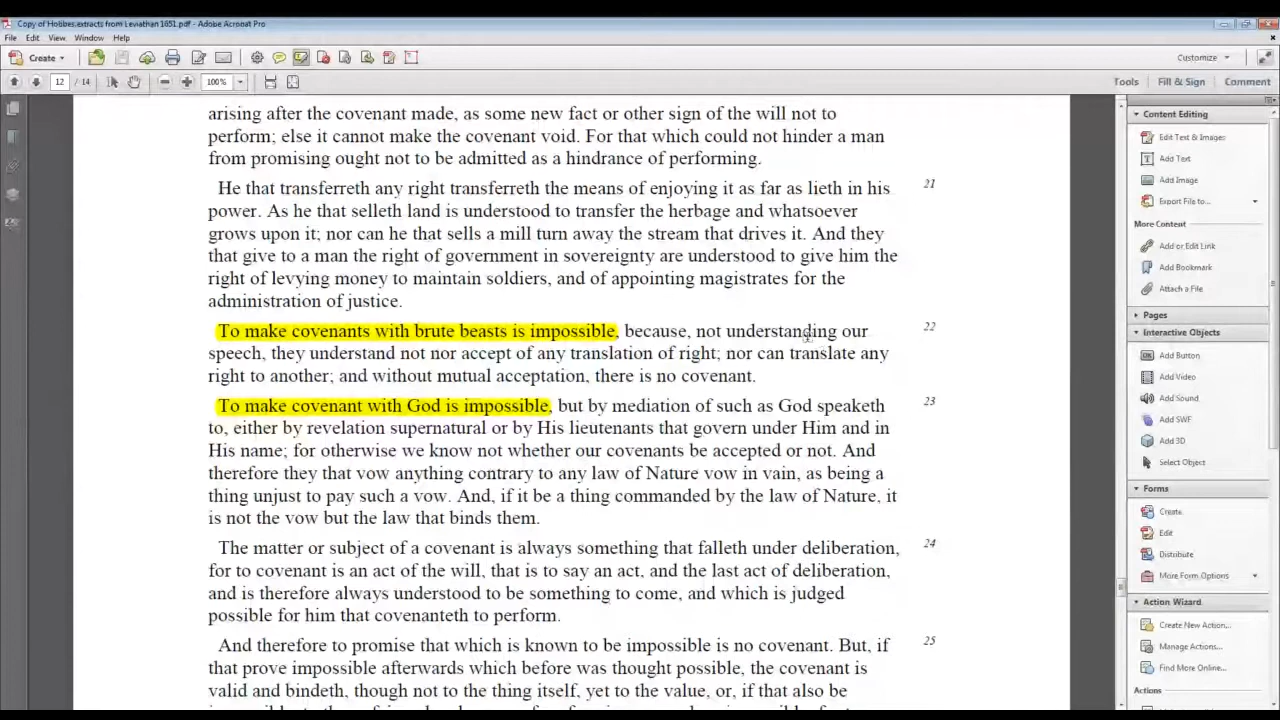 Copy of Hobbes.extracts from Leviathan 1651.pdf - Adobe Acrobat Pro
File Edit View Window Help
Create Customize
12 / 14 100% Tools Fill & Sign Comment
arising after the covenant made, as some new fact or other sign of the will not to
perform; else it cannot make the covenant void. For that which could not hinder a man
from promising ought not to be admitted as a hindrance of performing.
He that transferreth any right transferreth the means of enjoying it as far as lieth in his 21
power. As he that selleth land is understood to transfer the herbage and whatsoever
grows upon it; nor can he that sells a mill turn away the stream that drives it. And they
that give to a man the right of government in sovereignty are understood to give him the
right of levying money to maintain soldiers, and of appointing magistrates for the
administration of justice.
To make covenants with brute beasts is impossible, because, not understanding our 22
speech, they understand not nor accept of any translation of right; nor can translate any
right to another; and without mutual acceptation, there is no covenant.
To make covenant with God is impossible, but by mediation of such as God speaketh 23
to, either by revelation supernatural or by His lieutenants that govern under Him and in
His name; for otherwise we know not whether our covenants be accepted or not. And
therefore they that vow anything contrary to any law of Nature vow in vain, as being a
thing unjust to pay such a vow. And, if it be a thing commanded by the law of Nature, it
is not the vow but the law that binds them.
The matter or subject of a covenant is always something that falleth under deliberation, 24
for to covenant is an act of the will, that is to say an act, and the last act of deliberation,
and is therefore always understood to be something to come, and which is judged
possible for him that covenanteth to perform.
And therefore to promise that which is known to be impossible is no covenant. But, if 25
that prove impossible afterwards which before was thought possible, the covenant is
valid and bindeth, though not to the thing itself, yet to the value, or, if that also be
Content Editing
Edit Text & Images
Add Text
Add Image
Export File to...
More Content
Add or Edit Link
Add Bookmark
Attach a File
Pages
Interactive Objects
Add Button
Add Video
Add Sound
Add SWF
Add 3D
Select Object
Forms
Create
Edit
Distribute
More Form Options
Action Wizard
Create New Action...
Manage Actions...
Find More Online...
Actions